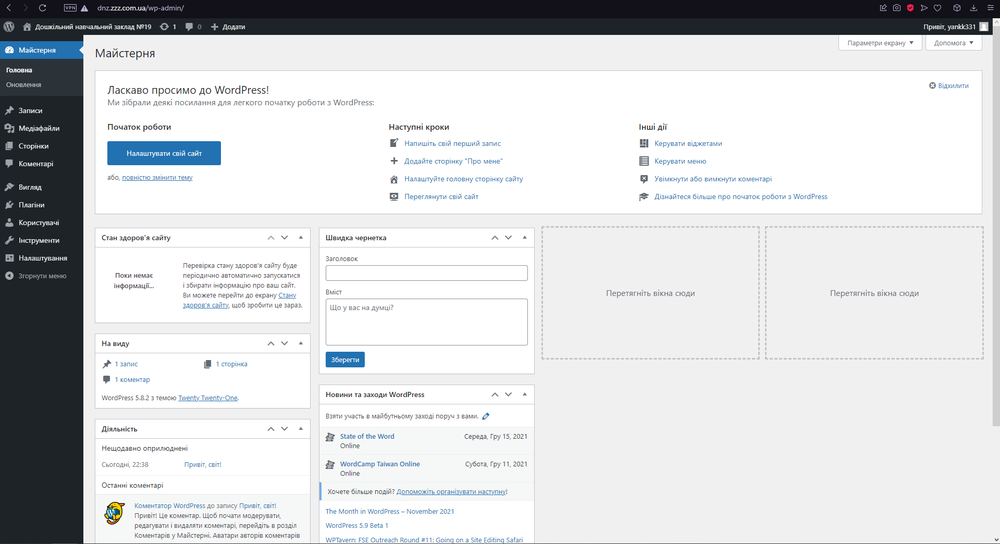 VPN
dnz.zzz.com.ua/wp-admin/
Дошкільний навчальний заклад №19
1
0
Додати
Привіт, yankk331
Майстерня
Головна
Оновлення
Записи
Медіафайли
Сторінки
Коментарі
Вигляд
Плагіни
Користувачі
Інструменти
Налаштування
Згорнути меню
Майстерня
Параметри екрану
Допомога
Ласкаво просимо до WordPress!
Ми зібрали деякі посилання для легкого початку роботи з WordPress:
Відхилити
Початок роботи
Налаштувати свій сайт
або, повністю змінити тему
Наступні кроки
Напишіть свій перший запис
Додайте сторінку "Про мене"
Налаштуйте головну сторінку сайту
Переглянути свій сайт
Інші дії
Керувати віджетами
Керувати меню
Увімкнути або вимкнути коментарі
Дізнайтеся більше про початок роботи з WordPress
Стан здоров'я сайту
Поки немає
інформації...
Перевірка стану здоров'я сайту буде
періодично автоматично запускатися
і збирати інформацію про ваш сайт.
Ви можете перейти до екрану Стану
здоров'я сайту, щоб зробити це зараз.
На виду
1 запис
1 сторінка
1 коментар
WordPress 5.8.2 з темою Twenty Twenty-One.
Діяльність
Нещодавно оприлюднені
Сьогодні, 22:38
Привіт, світ!
Останні коментарі
Коментатор WordPress до запису Привіт, світ!
Привіт! Це коментар. Щоб почати модерувати,
редагувати і видаляти коментарі, перейдіть в розділ
Коментарів у Майстерні. Аватари авторів коментарів
Швидка чернетка
Заголовок
Вміст
Що у вас на думці?
Зберегти
Новини та заходи WordPress
Взяти участь в майбутньому заході поруч з вами.
State of the Word
Середа, Гру 15, 2021
Online
WordCamp Taiwan Online
Субота, Гру 11, 2021
Online
Хочете більше подій? Допоможіть організувати наступну!
The Month in WordPress – November 2021
WordPress 5.9 Beta 1
WPTavern: FSE Outreach Round #11: Going on a Site Editing Safari
Перетягніть вікна сюди
Перетягніть вікна сюди